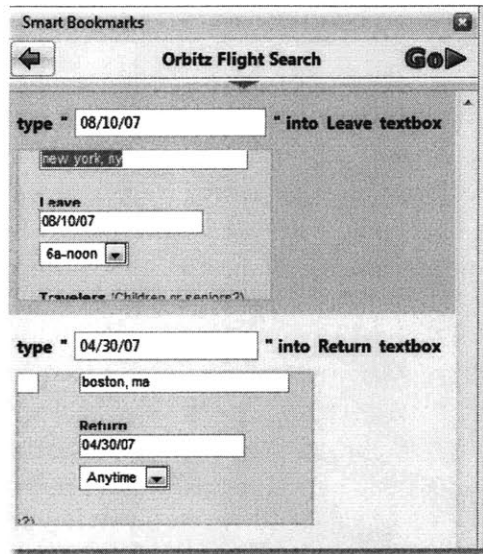 Smart Bookmarks
Orbitz Flight Search
Go
type " 08/10/07 " into Leave textbox
new york, ny
Leave
08/10/07
6a-noon
Travelers (Children or seniors?)
type " 04/30/07 " into Return textbox
boston, ma
Return
04/30/07
Anytime
s?)